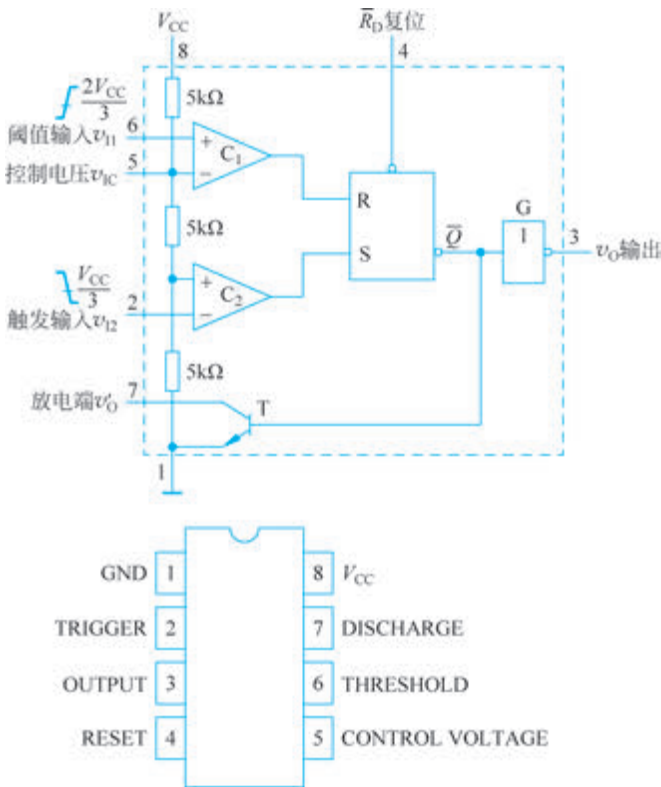 V_CC
R̅_D复位
8
4
5kΩ
2V_CC
3
6
阈值输入v_I1
+
C₁
5
控制电压v_IC
−
R
G
5kΩ
Q̅
1
3
v_O输出
S
V_CC
3
+
C₂
2
触发输入v_I2
−
5kΩ
7
放电端v'_O
T
1
GND 1 8 V_CC
TRIGGER 2 7 DISCHARGE
OUTPUT 3 6 THRESHOLD
RESET 4 5 CONTROL VOLTAGE